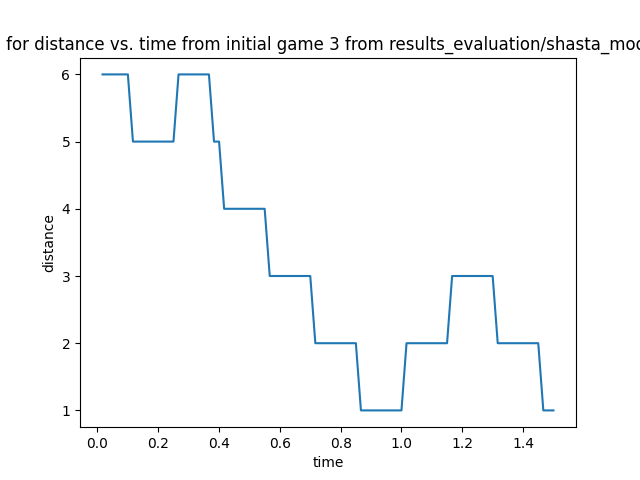 for distance vs. time from initial game 3 from results_evaluation/shasta_moc
6
5
4
3
2
1
distance
0.0 0.2 0.4 0.6 0.8 1.0 1.2 1.4
time